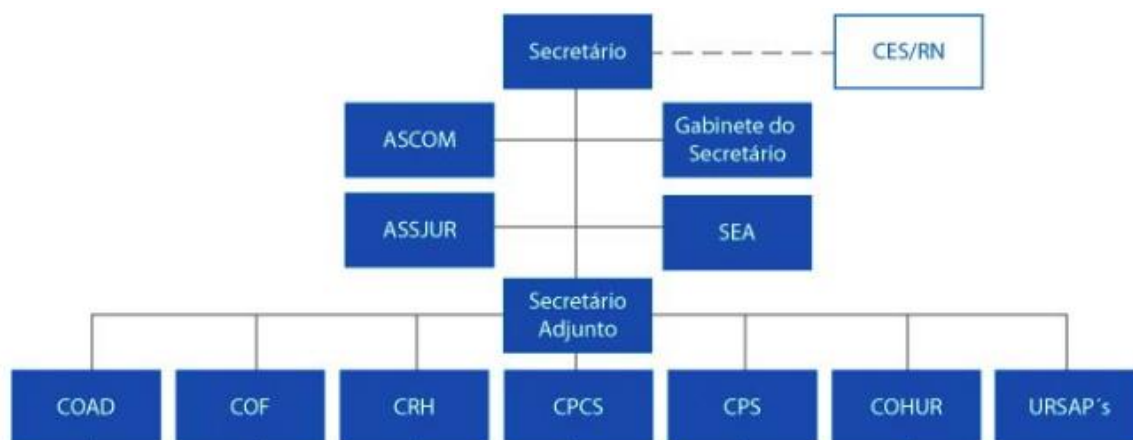 Secretário
CES/RN
ASCOM
Gabinete do
Secretário
ASSJUR
SEA
Secretário
Adjunto
COAD
COF
CRH
CPCS
CPS
COHUR
URSAP´s